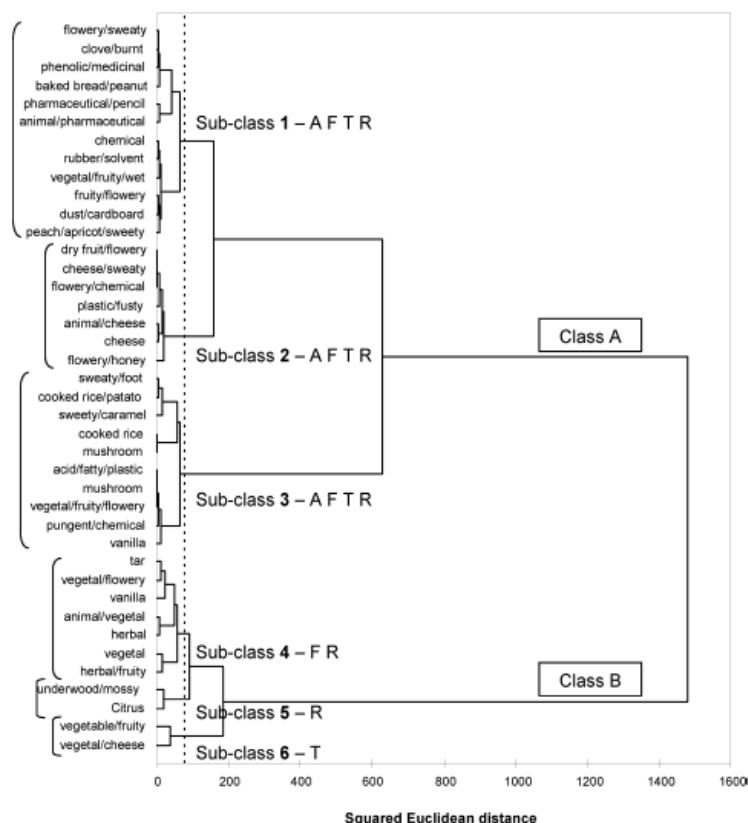 flowery/sweaty
clove/burnt
phenolic/medicinal
baked bread/peanut
pharmaceutical/pencil
animal/pharmaceutical
Sub-class 1 – A F T R
chemical
rubber/solvent
vegetal/fruity/wet
fruity/flowery
dust/cardboard
peach/apricot/sweety
dry fruit/flowery
cheese/sweaty
flowery/chemical
plastic/fusty
animal/cheese
Class A
cheese
Sub-class 2 – A F T R
flowery/honey
sweaty/foot
cooked rice/patato
sweety/caramel
cooked rice
mushroom
acid/fatty/plastic
mushroom
Sub-class 3 – A F T R
vegetal/fruity/flowery
pungent/chemical
vanilla
tar
vegetal/flowery
vanilla
animal/vegetal
herbal
Sub-class 4 – F R
vegetal
herbal/fruity
Class B
underwood/mossy
Citrus
Sub-class 5 – R
vegetable/fruity
vegetal/cheese
Sub-class 6 – T
0 200 400 600 800 1000 1200 1400 1600
Squared Euclidean distance